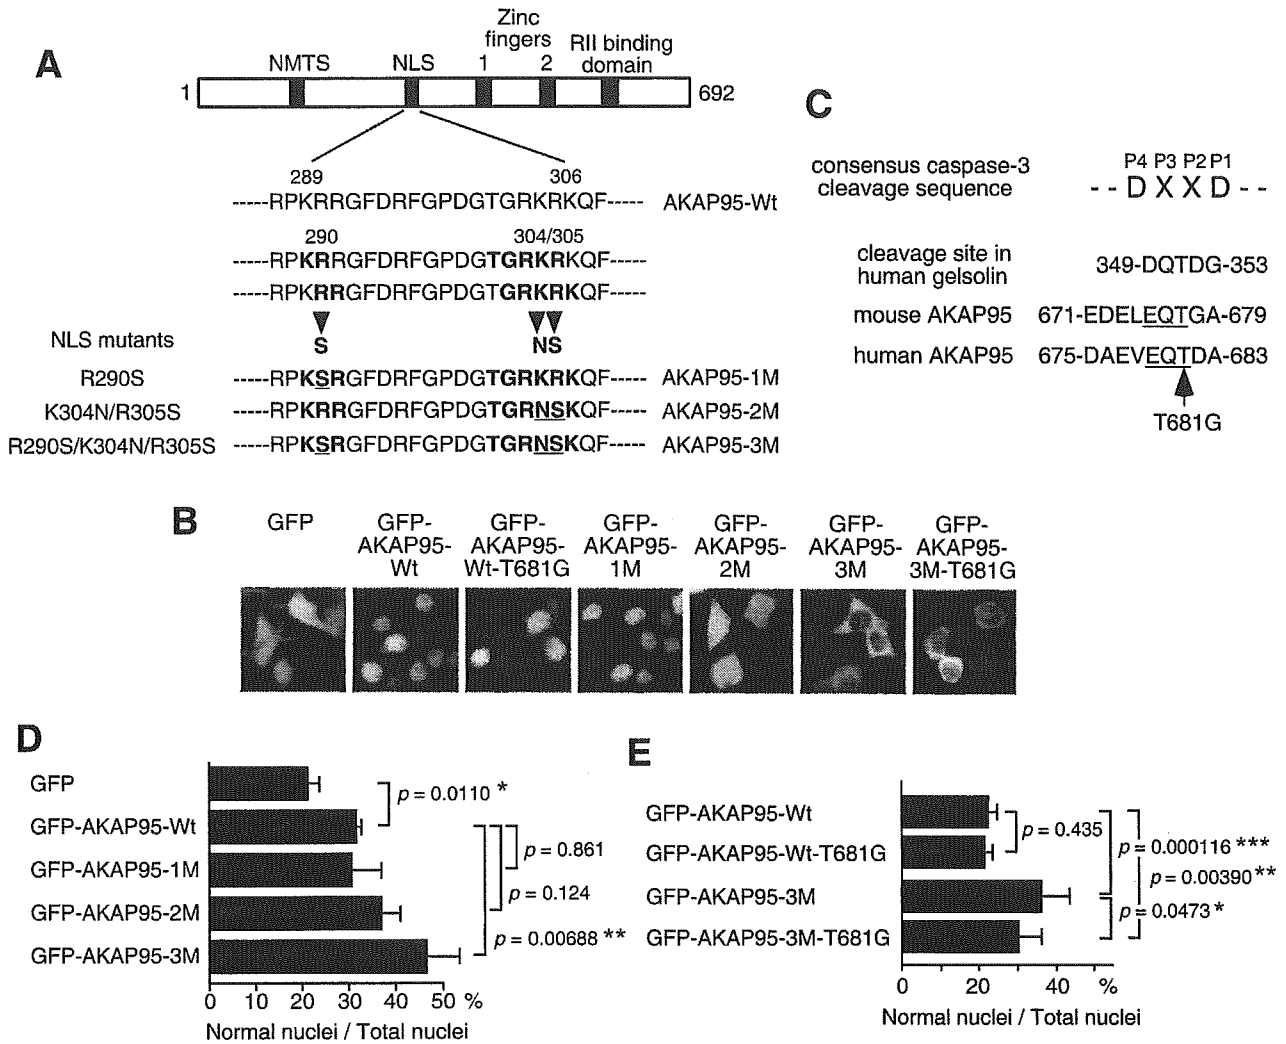 A
Zinc
fingers
NMTS NLS 1 2 RII binding
domain
1 692
289 306
-----RPKRRGFDRFGPDGTGRKRKQF----- AKAP95-Wt
290 304/305
-----RPKRRGFDRFGPDGTGRKRKQF-----
-----RPKRRGFDRFGPDGTGRKRKQF-----
NLS mutants S NS
R290S -----RPKSRGFDRFGPDGTGRKRKQF----- AKAP95-1M
K304N/R305S -----RPKRRGFDRFGPDGTGRNSKQF----- AKAP95-2M
R290S/K304N/R305S -----RPKSRGFDRFGPDGTGRNSKQF----- AKAP95-3M
C
P4 P3 P2 P1
consensus caspase-3
cleavage sequence - - D X X D - -
cleavage site in
human gelsolin 349-DQTDG-353
mouse AKAP95 671-EDELEQTGA-679
human AKAP95 675-DAEVEQTDA-683
T681G
B
GFP
GFP-
AKAP95-
Wt
GFP-
AKAP95-
Wt-T681G
GFP-
AKAP95-
1M
GFP-
AKAP95-
2M
GFP-
AKAP95-
3M
GFP-
AKAP95-
3M-T681G
D
GFP
GFP-AKAP95-Wt
GFP-AKAP95-1M
GFP-AKAP95-2M
GFP-AKAP95-3M
p = 0.0110 *
p = 0.861
p = 0.124
p = 0.00688 **
0 10 20 30 40 50 %
Normal nuclei / Total nuclei
E
GFP-AKAP95-Wt
GFP-AKAP95-Wt-T681G
GFP-AKAP95-3M
GFP-AKAP95-3M-T681G
p = 0.435
p = 0.000116 ***
p = 0.00390 **
p = 0.0473 *
0 20 40 %
Normal nuclei / Total nuclei